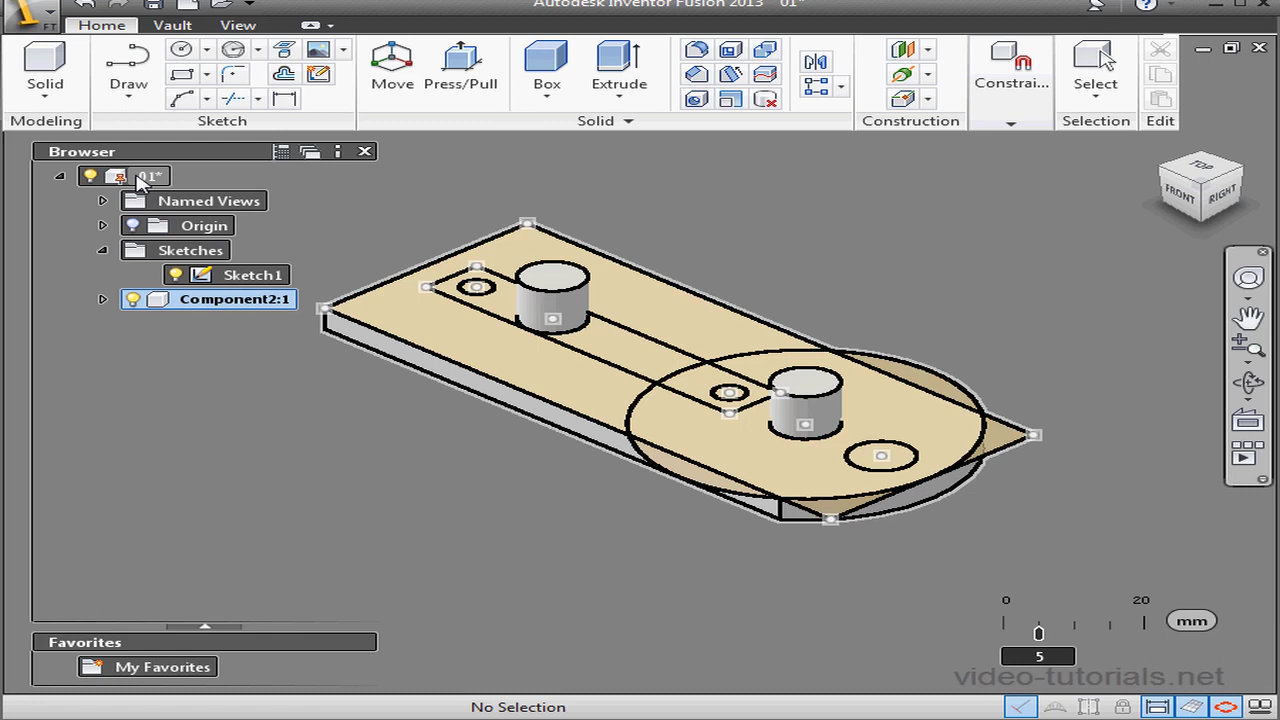 Autodesk Inventor Fusion 2013 01*
FT
Home Vault View
Solid Draw Move Press/Pull Box Extrude Constrai... Select
Modeling Sketch Solid Construction Selection Edit
Browser
01*
Named Views
Origin
Sketches
Sketch1
Component2:1
TOP
FRONT RIGHT
0 20
mm
5
Favorites
My Favorites
video-tutorials.net
No Selection